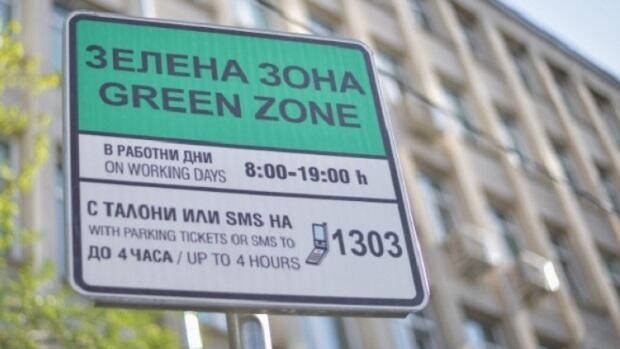 ЗЕЛЕНА ЗОНА
GREEN ZONE
В РАБОТНИ ДНИ
ON WORKING DAYS
8:00-19:00 h
С ТАЛОНИ ИЛИ SMS НА
WITH PARKING TICKETS OR SMS TO
ДО 4 ЧАСА / UP TO 4 HOURS
1303